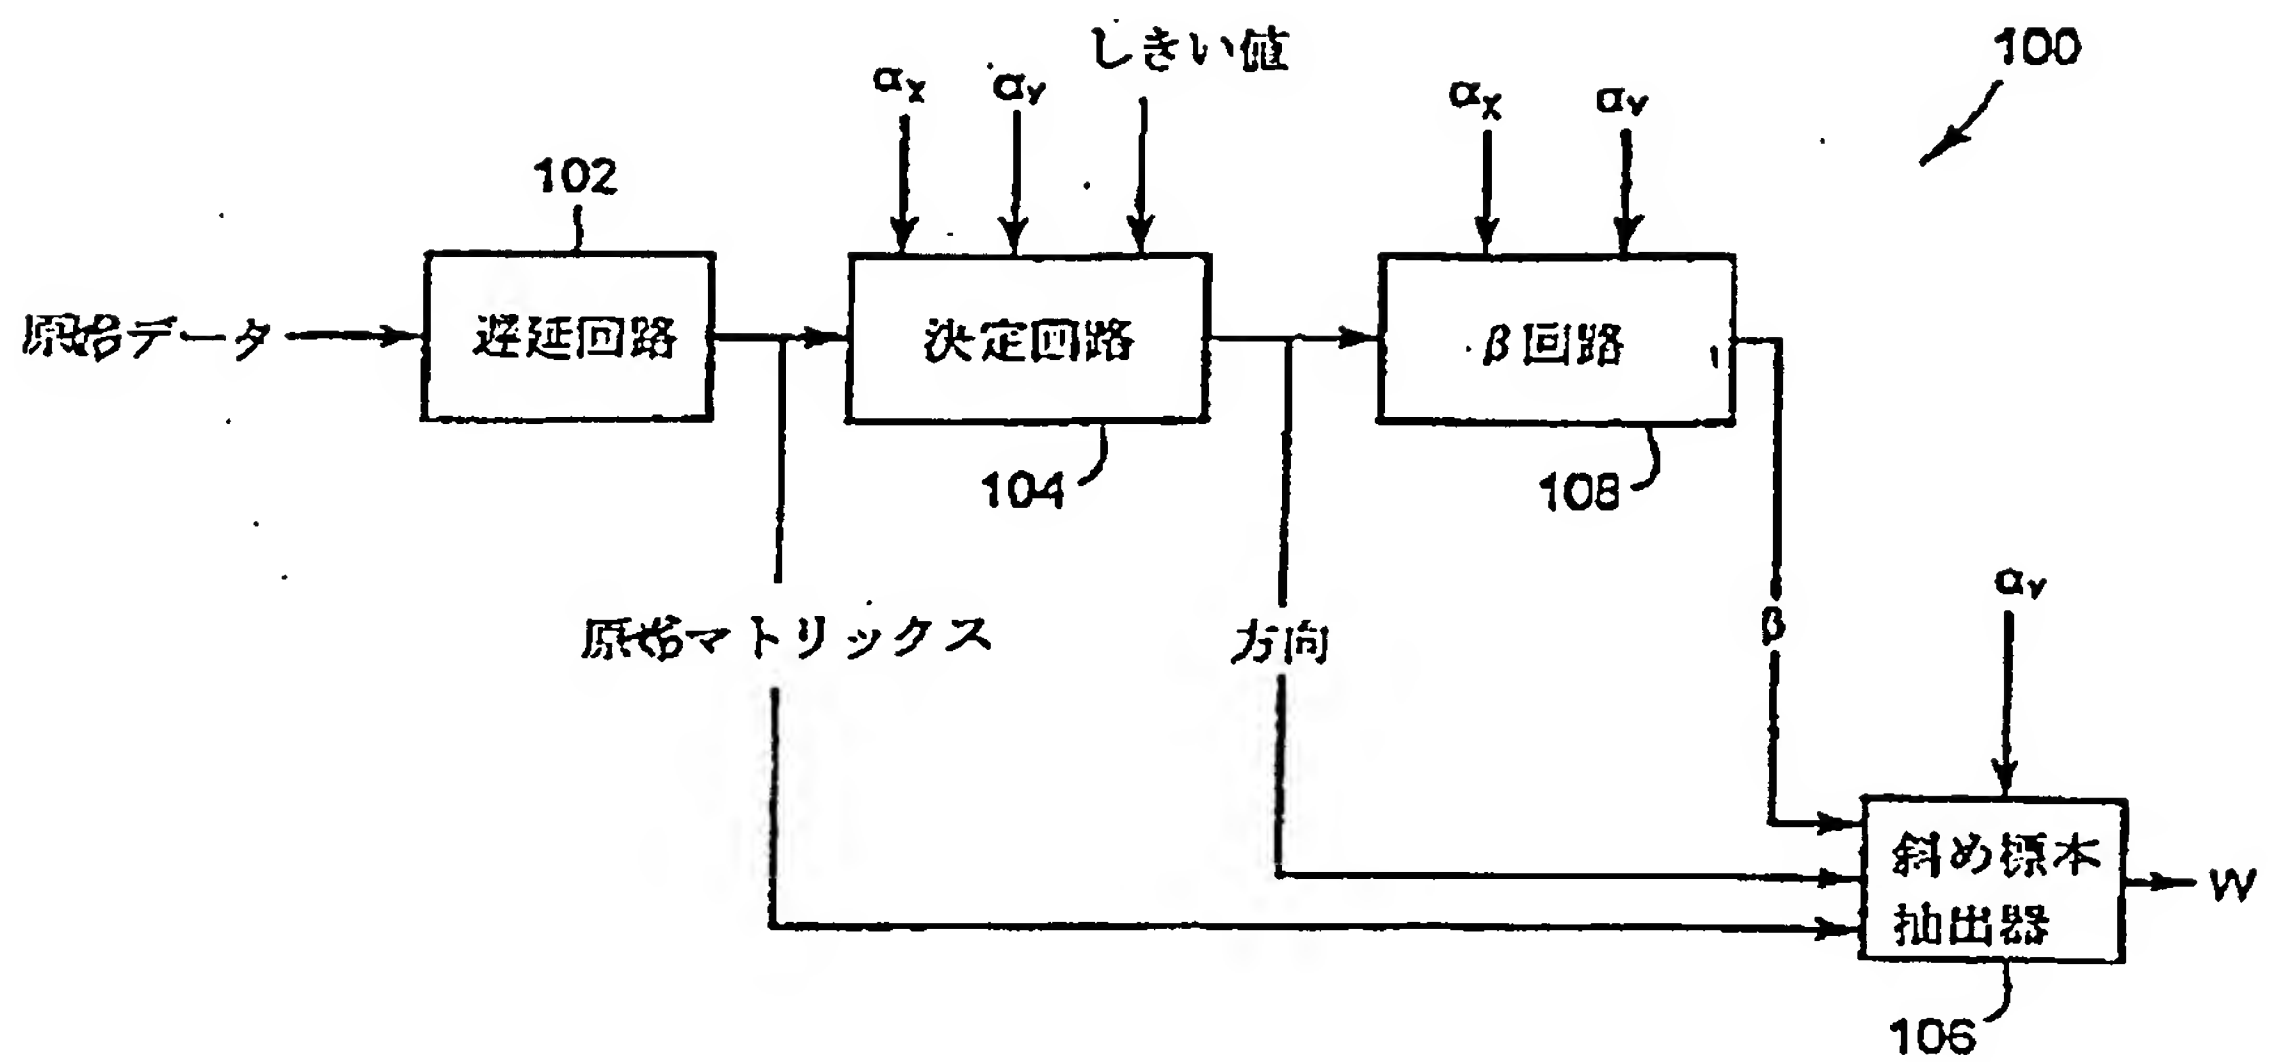 しきい値
100
αX
αY
αX
αY
102
原始データ
遅延回路
決定回路
β回路
104
108
αY
原始マトリックス
方向
β
斜め標本
抽出器
W
106